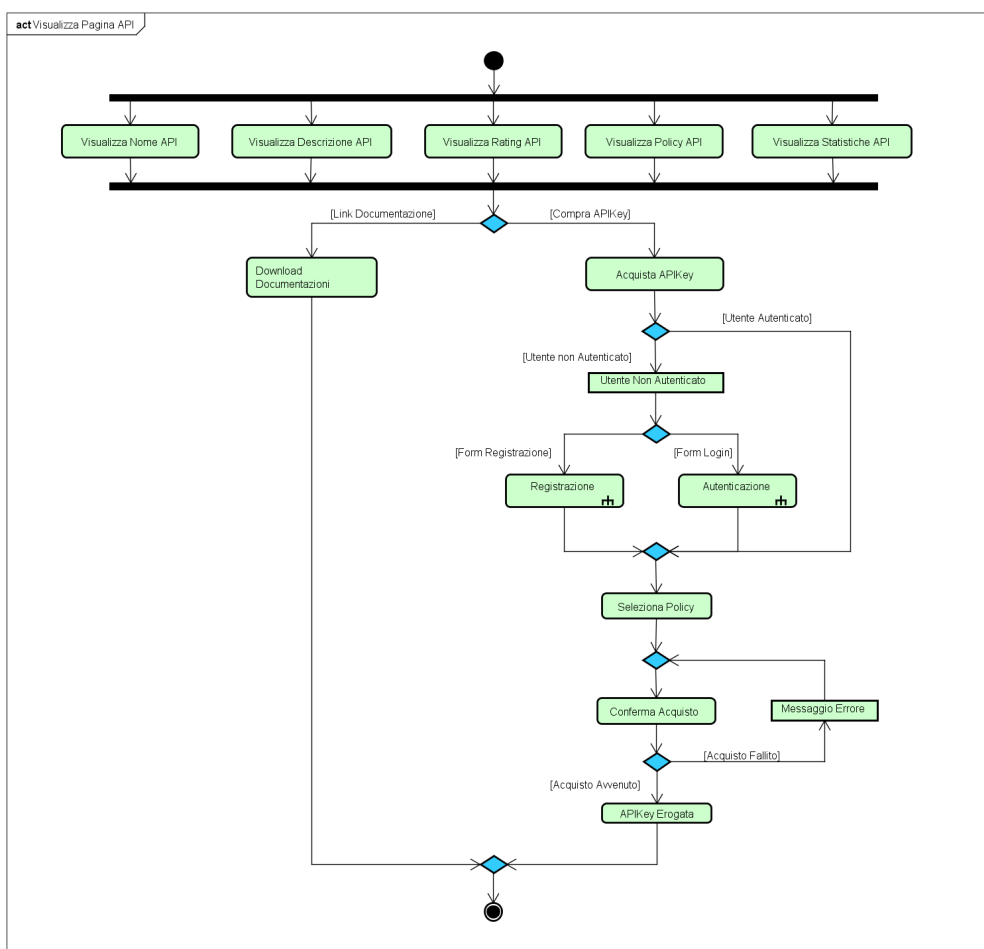 act Visualizza Pagina API
Visualizza Nome API
Visualizza Descrizione API
Visualizza Rating API
Visualizza Policy API
Visualizza Statistiche API
[Link Documentazione]
[Compra APIKey]
Download
Documentazioni
Acquista APIKey
[Utente Autenticato]
[Utente non Autenticato]
Utente Non Autenticato
[Form Registrazione]
[Form Login]
Registrazione
Autenticazione
Seleziona Policy
Conferma Acquisto
Messaggio Errore
[Acquisto Fallito]
[Acquisto Avvenuto]
APIKey Erogata